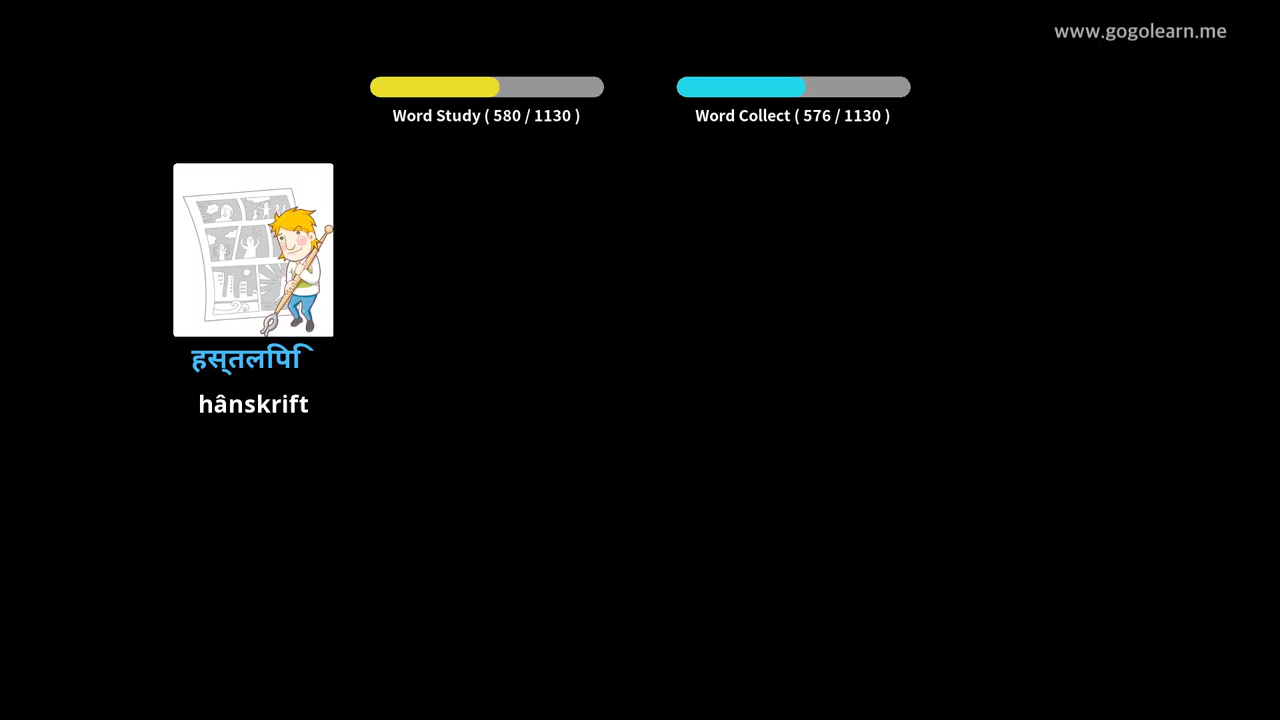 www.gogolearn.me
Word Study ( 580 / 1130 )
Word Collect ( 576 / 1130 )
हस्तलिपि
hânskrift